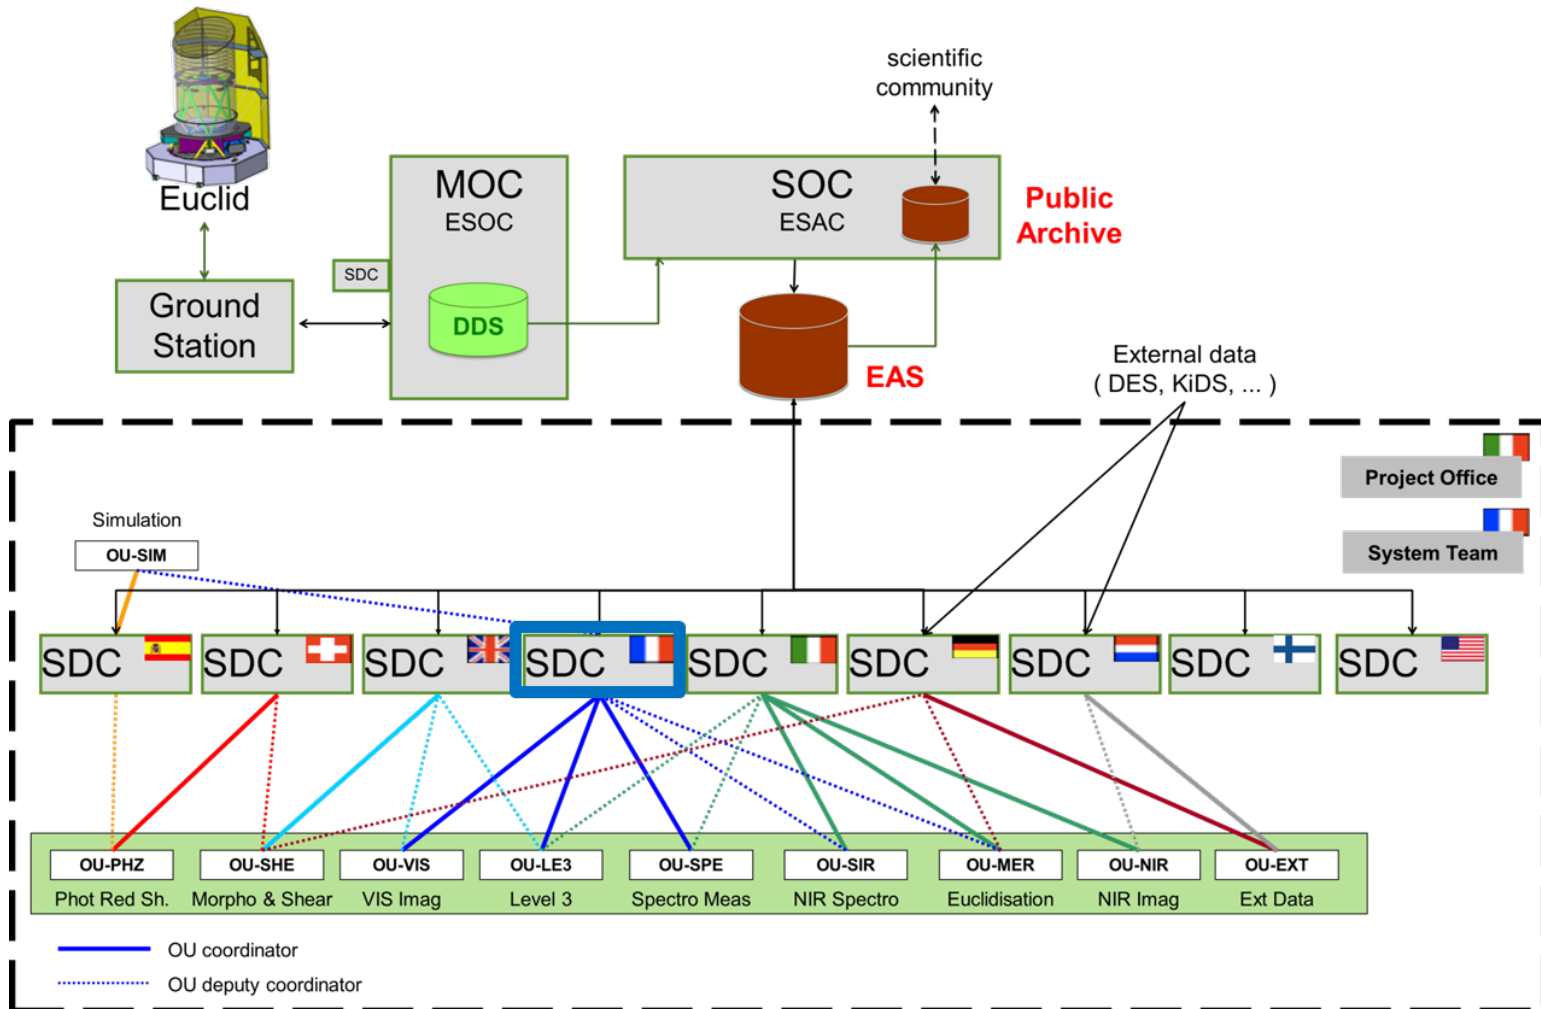 scientific
community
Euclid
MOC
ESOC
SOC
ESAC
Public
Archive
SDC
Ground
Station
DDS
EAS
External data
( DES, KiDS, ... )
Project Office
System Team
Simulation
OU-SIM
SDC
SDC
SDC
SDC
SDC
SDC
SDC
SDC
SDC
OU-PHZ
OU-SHE
OU-VIS
OU-LE3
OU-SPE
OU-SIR
OU-MER
OU-NIR
OU-EXT
Phot Red Sh.
Morpho & Shear
VIS Imag
Level 3
Spectro Meas
NIR Spectro
Euclidisation
NIR Imag
Ext Data
OU coordinator
OU deputy coordinator